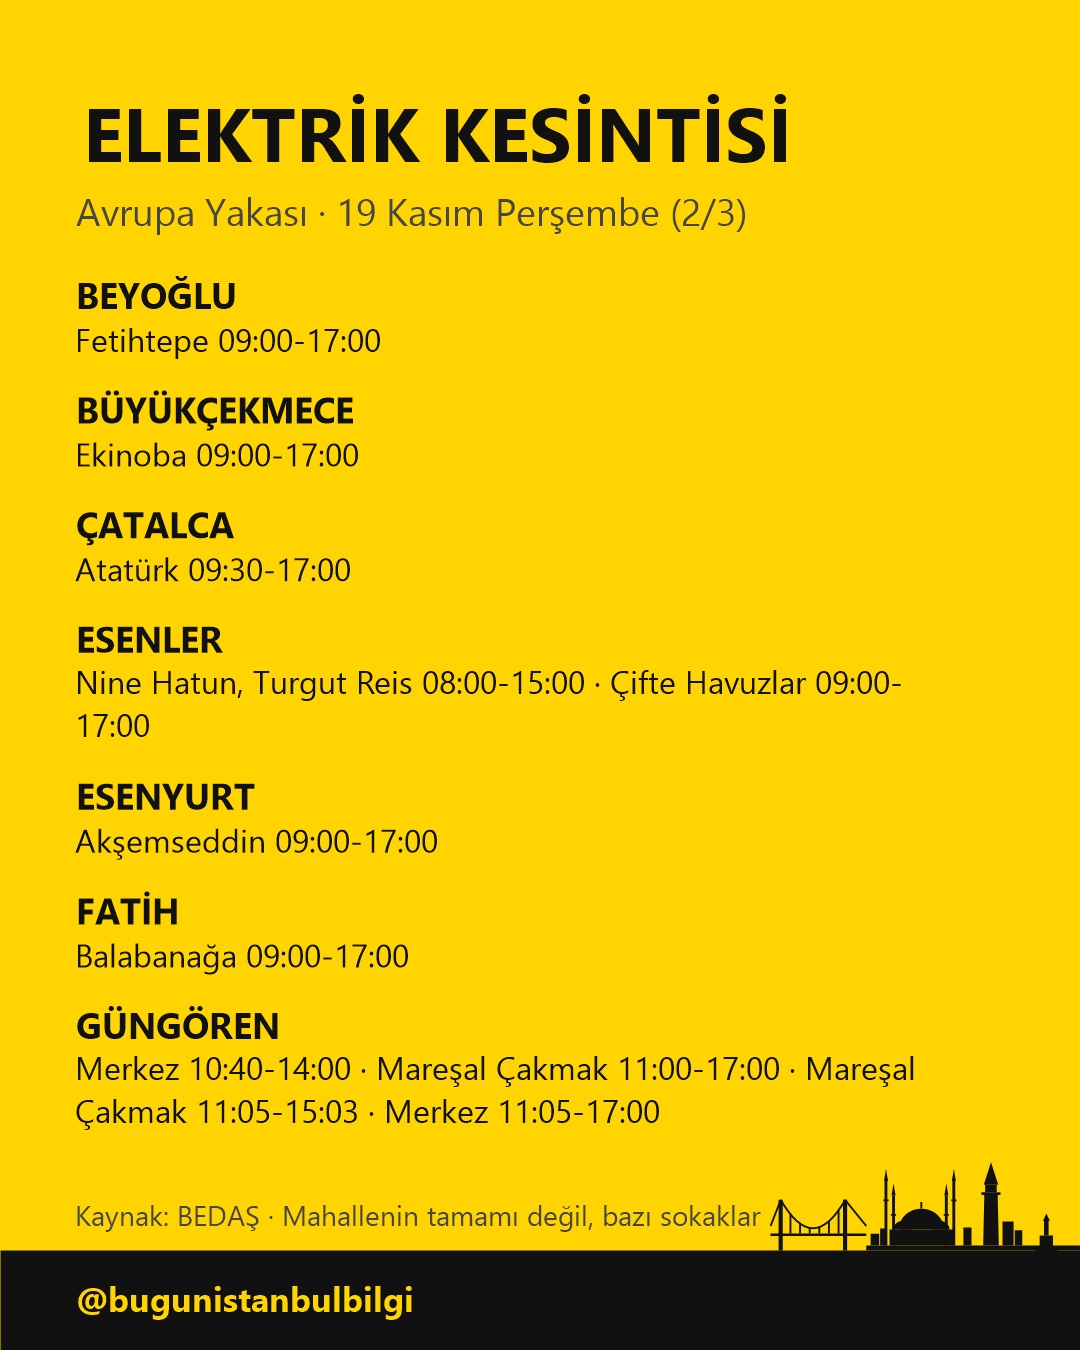 ELEKTRİK KESİNTİSİ
Avrupa Yakası · 19 Kasım Perşembe (2/3)
BEYOĞLU
Fetihtepe 09:00-17:00
BÜYÜKÇEKMECE
Ekinoba 09:00-17:00
ÇATALCA
Atatürk 09:30-17:00
ESENLER
Nine Hatun, Turgut Reis 08:00-15:00 · Çifte Havuzlar 09:00-
17:00
ESENYURT
Akşemseddin 09:00-17:00
FATİH
Balabanağa 09:00-17:00
GÜNGÖREN
Merkez 10:40-14:00 · Mareşal Çakmak 11:00-17:00 · Mareşal
Çakmak 11:05-15:03 · Merkez 11:05-17:00
Kaynak: BEDAŞ · Mahallenin tamamı değil, bazı sokaklar
@bugunistanbulbilgi